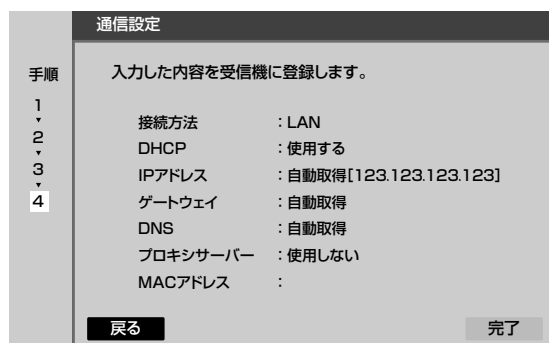 通信設定
手順
1
2
3
4
入力した内容を受信機に登録します。
接続方法 :LAN
DHCP :使用する
IPアドレス :自動取得[123.123.123.123]
ゲートウェイ :自動取得
DNS :自動取得
プロキシサーバー :使用しない
MACアドレス :
戻る
完了